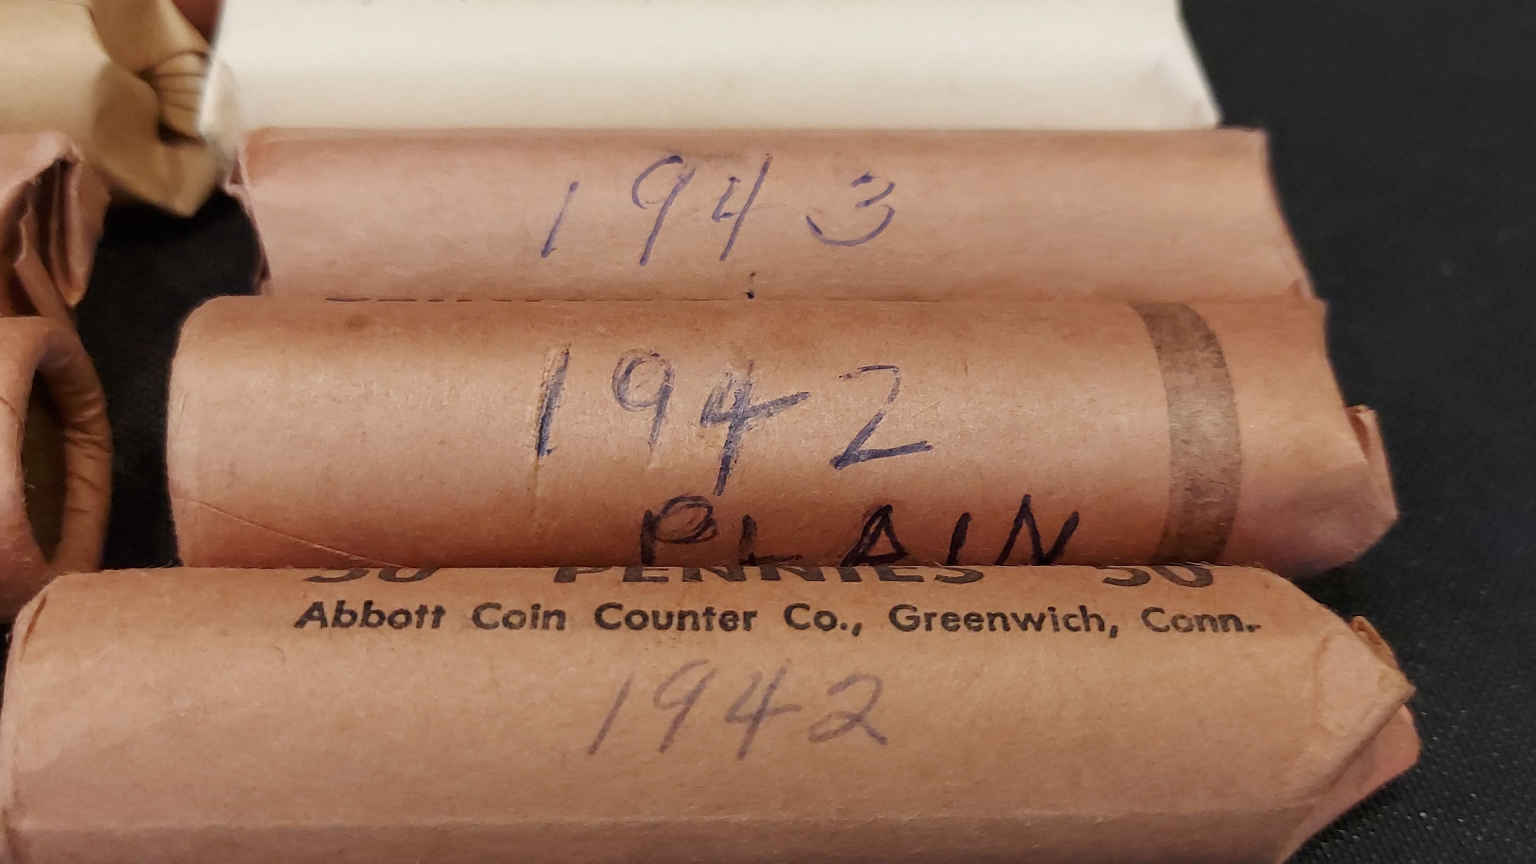 1943
1942
PLAIN
50 PENNIES 50
Abbott Coin Counter Co., Greenwich, Conn.
1942